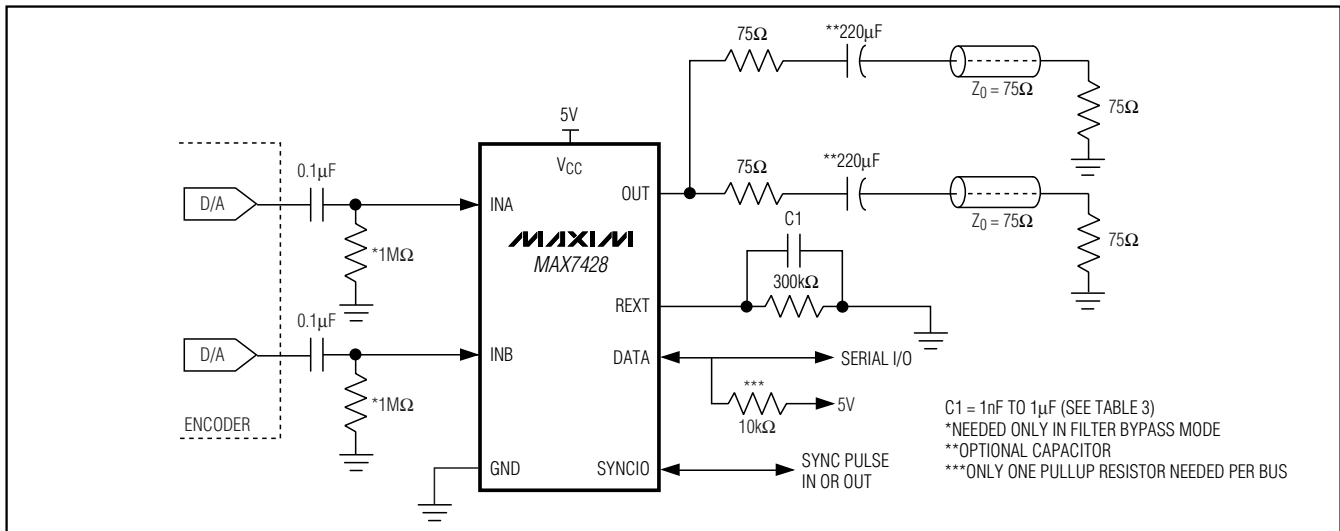 75Ω
**220μF
Z0 = 75Ω
75Ω
5V
VCC
ENCODER
D/A
0.1μF
*1MΩ
INA
MAXIM
MAX7428
OUT
75Ω
**220μF
Z0 = 75Ω
75Ω
C1
300kΩ
REXT
D/A
0.1μF
*1MΩ
INB
DATA
SERIAL I/O
***
10kΩ
5V
GND
SYNCIO
SYNC PULSE
IN OR OUT
C1 = 1nF TO 1μF (SEE TABLE 3)
*NEEDED ONLY IN FILTER BYPASS MODE
**OPTIONAL CAPACITOR
***ONLY ONE PULLUP RESISTOR NEEDED PER BUS